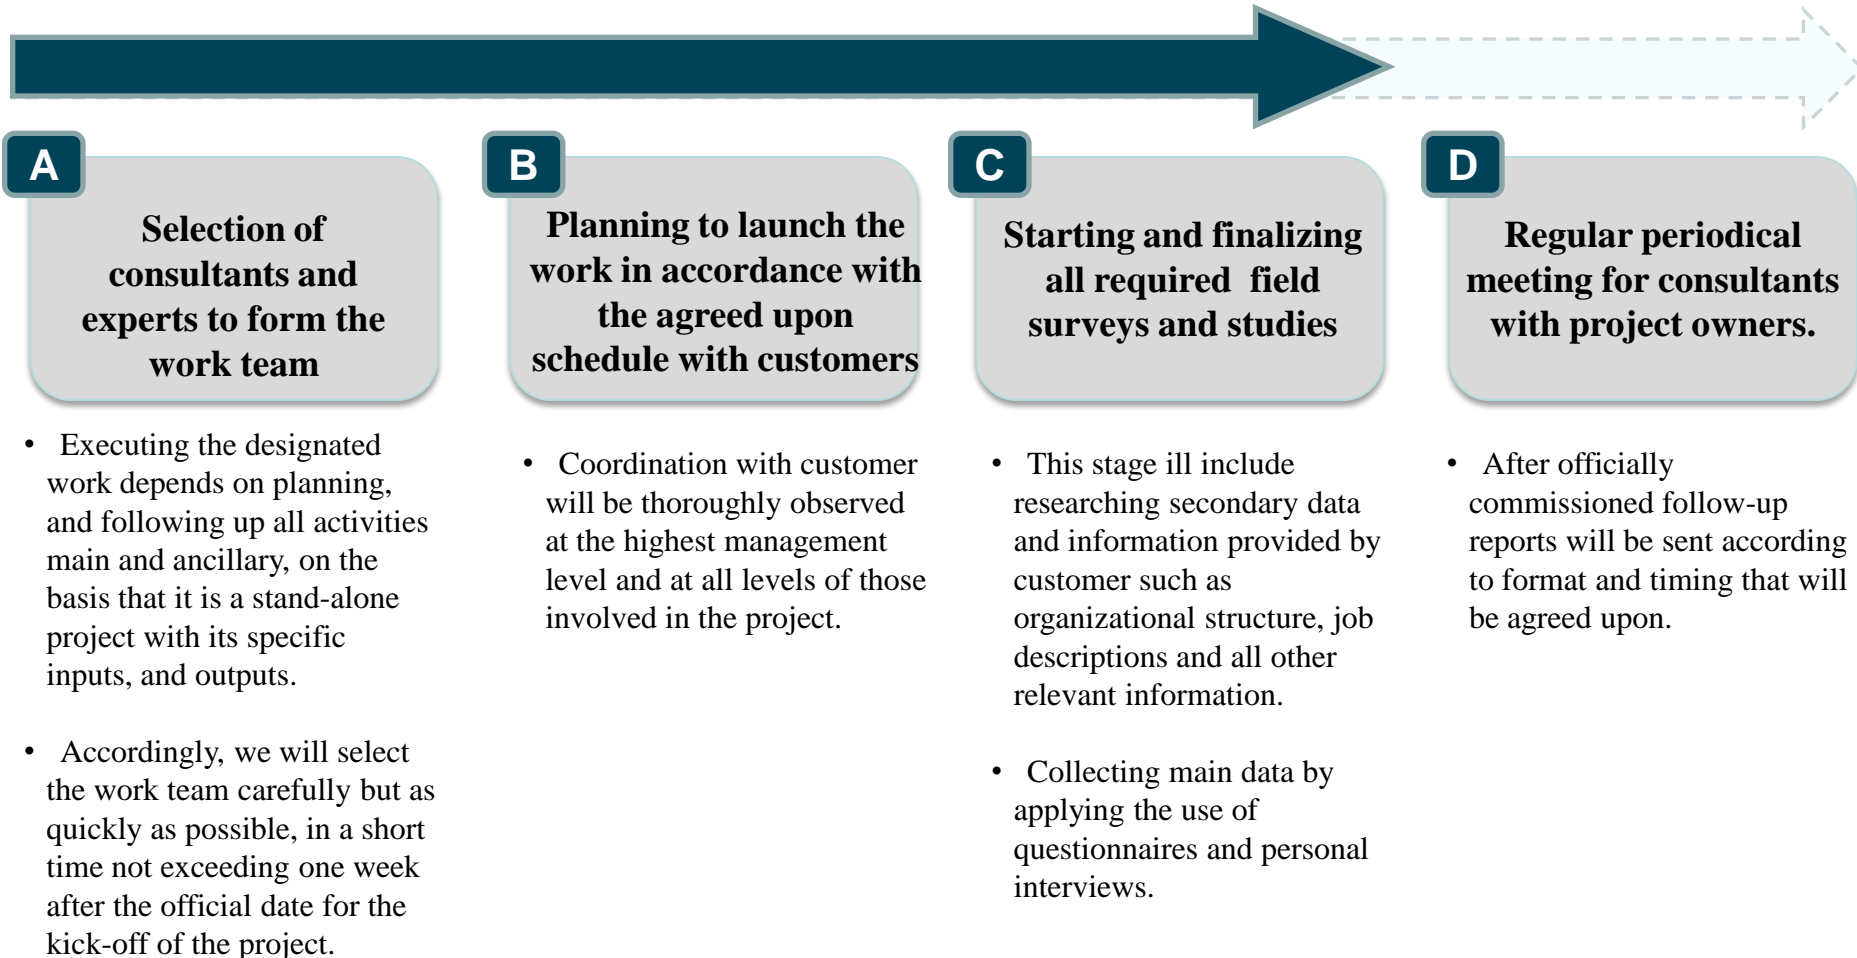 A
Selection of
consultants and
experts to form the
work team
• Executing the designated
work depends on planning,
and following up all activities
main and ancillary, on the
basis that it is a stand-alone
project with its specific
inputs, and outputs.
• Accordingly, we will select
the work team carefully but as
quickly as possible, in a short
time not exceeding one week
after the official date for the
kick-off of the project.
B
Planning to launch the
work in accordance with
the agreed upon
schedule with customers
• Coordination with customer
will be thoroughly observed
at the highest management
level and at all levels of those
involved in the project.
C
Starting and finalizing
all required field
surveys and studies
• This stage ill include
researching secondary data
and information provided by
customer such as
organizational structure, job
descriptions and all other
relevant information.
• Collecting main data by
applying the use of
questionnaires and personal
interviews.
D
Regular periodical
meeting for consultants
with project owners.
• After officially
commissioned follow-up
reports will be sent according
to format and timing that will
be agreed upon.